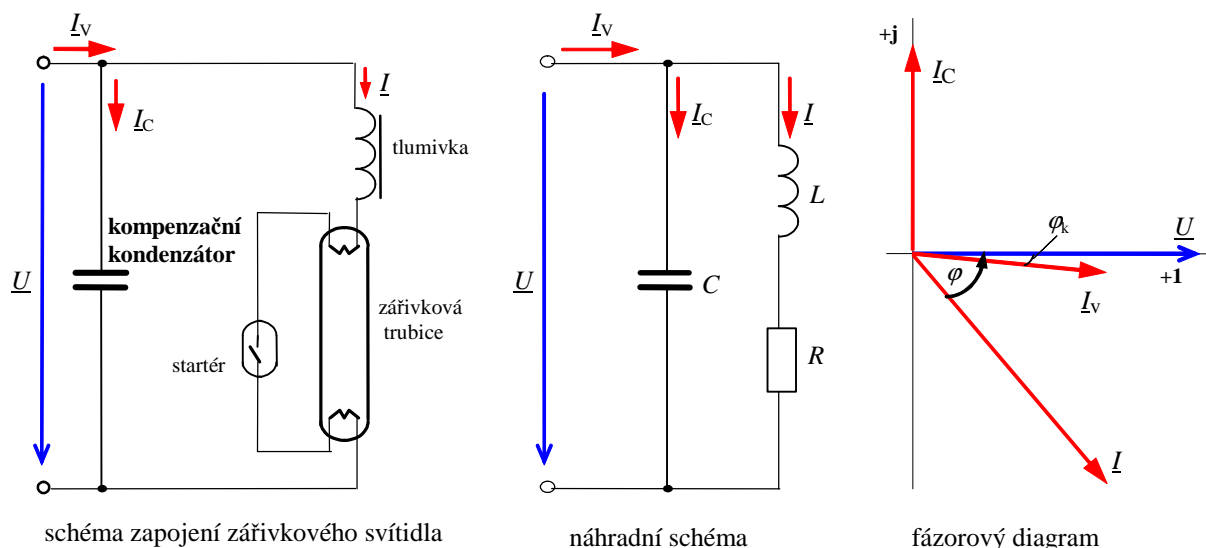 I_V
I_C
I
tlumivka
kompenzační
kondenzátor
U
zářivková
trubice
startér
schéma zapojení zářivkového svítidla
I_V
I_C
I
L
U
C
R
náhradní schéma
+j
I_C
φ_k
U
φ
+1
I_v
I
fázorový diagram